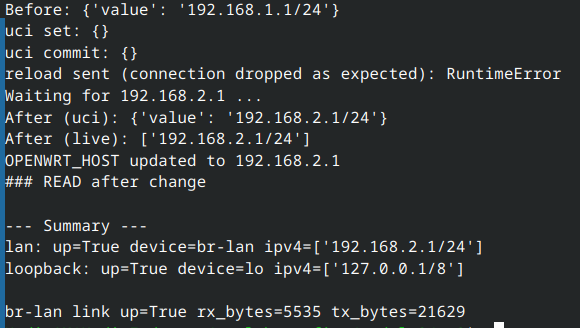 Before: {'value': '192.168.1.1/24'}
uci set: {}
uci commit: {}
reload sent (connection dropped as expected): RuntimeError
Waiting for 192.168.2.1 ...
After (uci): {'value': '192.168.2.1/24'}
After (live): ['192.168.2.1/24']
OPENWRT_HOST updated to 192.168.2.1
### READ after change

--- Summary ---
lan: up=True device=br-lan ipv4=['192.168.2.1/24']
loopback: up=True device=lo ipv4=['127.0.0.1/8']

br-lan link up=True rx_bytes=5535 tx_bytes=21629